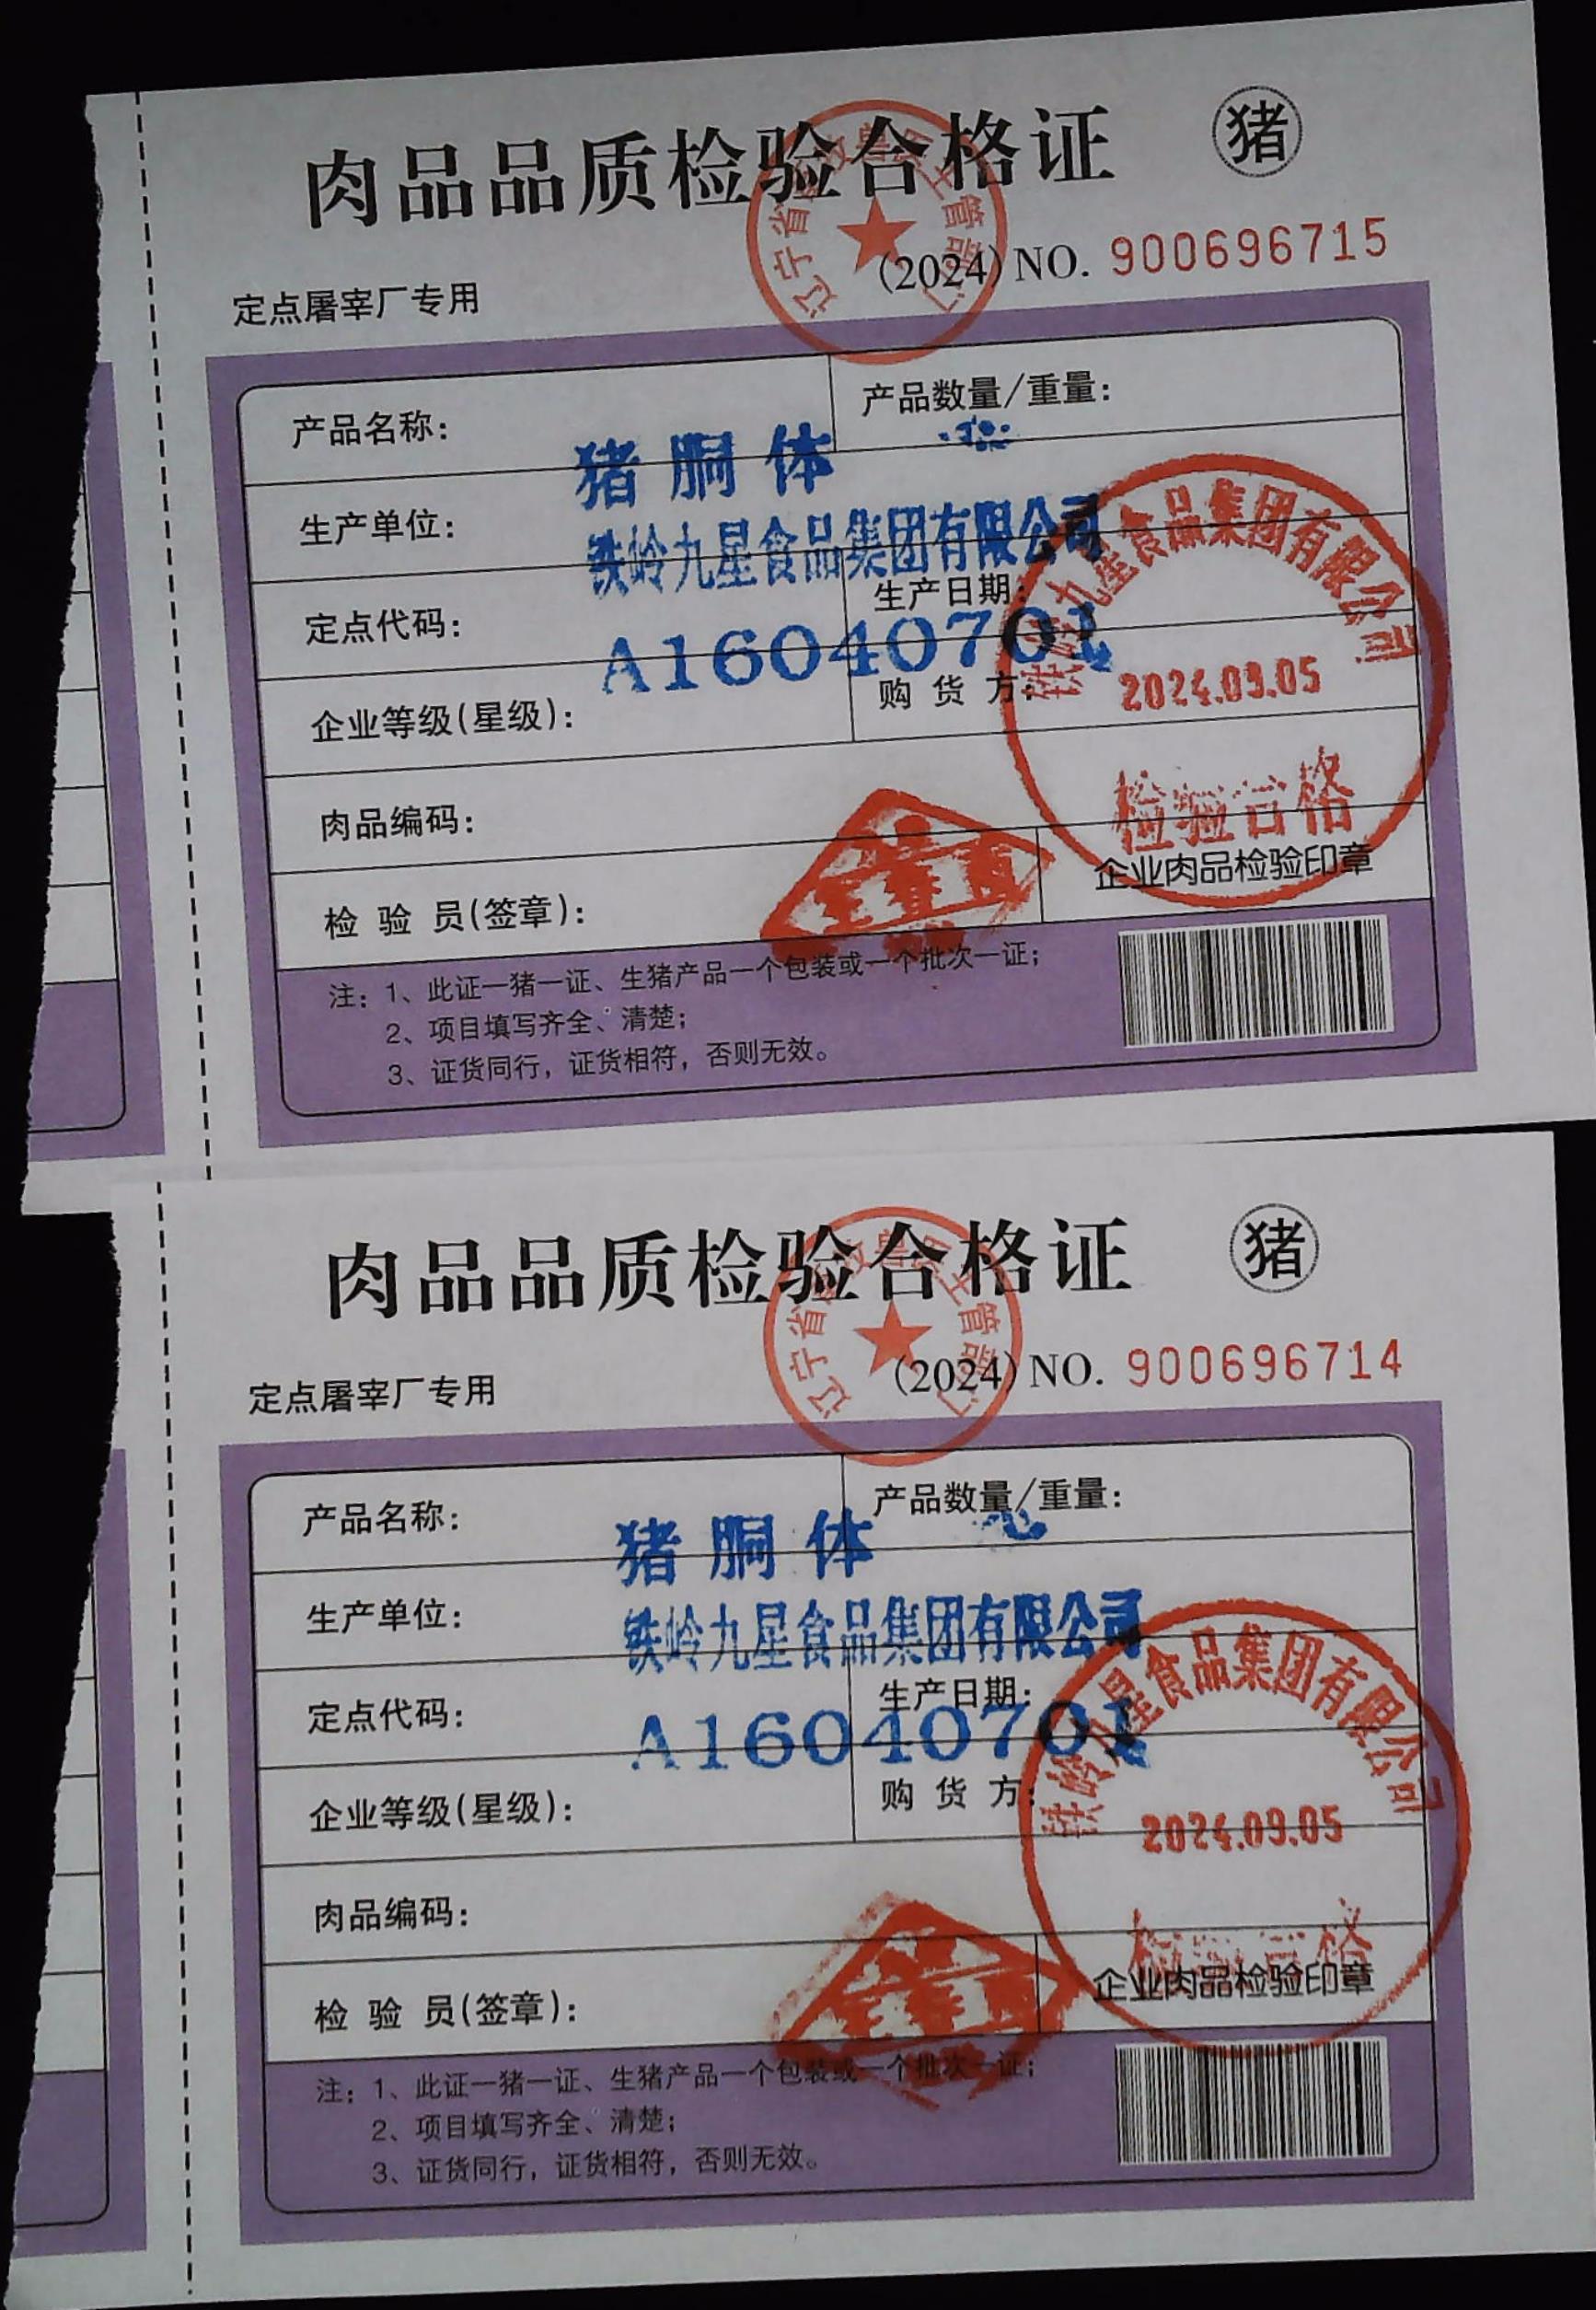 肉品品质检验合格证 猪
(2024) NO. 900696715
定点屠宰厂专用
产品名称: 猪胴体 产品数量/重量:
生产单位: 铁岭九星食品集团有限公司
定点代码: A16040701 生产日期:
企业等级(星级): 购货方:
铁岭九星食品集团有限公司
2024.09.05
检验合格
肉品编码:
检验员(签章): 企业肉品检验印章
注: 1、此证一猪一证、生猪产品一个包装或一个批次一证;
2、项目填写齐全、清楚;
3、证货同行, 证货相符, 否则无效。
肉品品质检验合格证 猪
(2024) NO. 900696714
定点屠宰厂专用
产品名称: 猪胴体 产品数量/重量:
生产单位: 铁岭九星食品集团有限公司
定点代码: A16040701 生产日期:
企业等级(星级): 购货方:
铁岭九星食品集团有限公司
2024.09.05
检验合格
肉品编码:
检验员(签章): 企业肉品检验印章
注: 1、此证一猪一证、生猪产品一个包装或一个批次一证;
2、项目填写齐全、清楚;
3、证货同行, 证货相符, 否则无效。